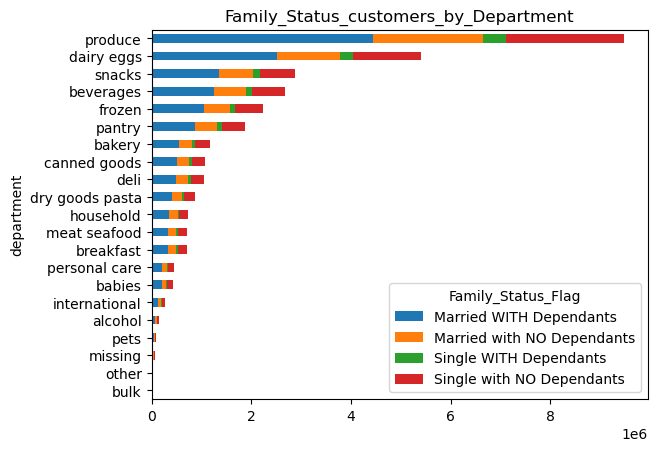 Family_Status_customers_by_Department
department
produce
dairy eggs
snacks
beverages
frozen
pantry
bakery
canned goods
deli
dry goods pasta
household
meat seafood
breakfast
personal care
babies
international
alcohol
pets
missing
other
bulk
Family_Status_Flag
Married WITH Dependants
Married with NO Dependants
Single WITH Dependants
Single with NO Dependants
0 2 4 6 8
1e6